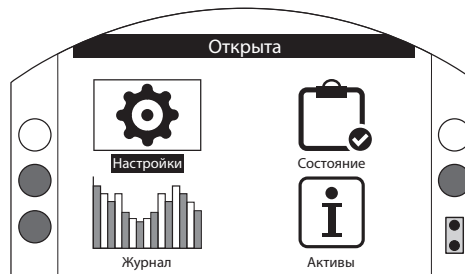 Открыта
Настройки
Состояние
Журнал
Активы